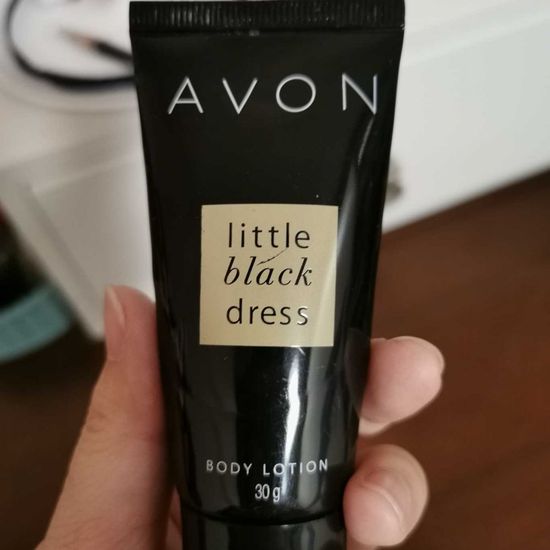 AVON
little
black
dress
BODY LOTION
30g